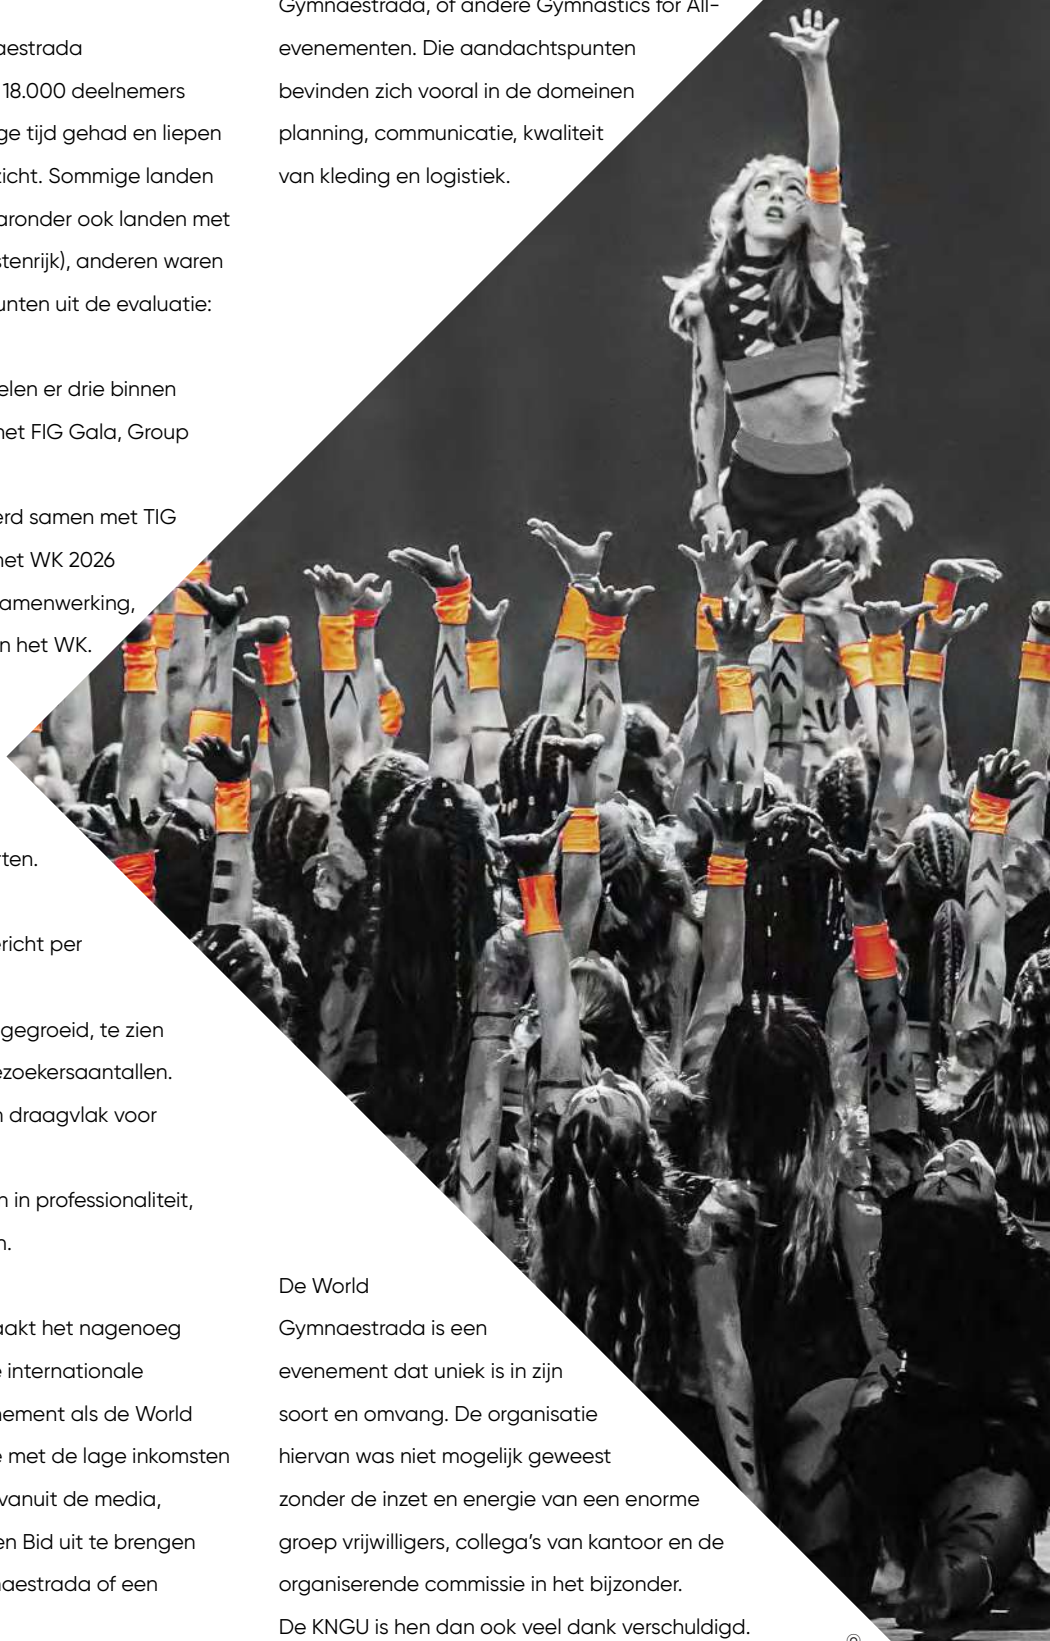 aestrada
18.000 deelnemers
ge tijd gehad en liepen
icht. Sommige landen
aronder ook landen met
stenrijk), anderen waren
unten uit de evaluatie:
elen er drie binnen
net FIG Gala, Group
erd samen met TIG
net WK 2026
amenwerking,
n het WK.
rten.
ericht per
gegroeid, te zien
ezoekersaantallen.
n draagvlak voor
n in professionaliteit,
n.
aakt het nagenoeg
e internationale
nement als de World
e met de lage inkomsten
vanuit de media,
en Bid uit te brengen
naestrada of een
Gymnaestrada, of andere Gymnastics for All-
evenementen. Die aandachtspunten
bevinden zich vooral in de domeinen
planning, communicatie, kwaliteit
van kleding en logistiek.
De World
Gymnaestrada is een
evenement dat uniek is in zijn
soort en omvang. De organisatie
hiervan was niet mogelijk geweest
zonder de inzet en energie van een enorme
groep vrijwilligers, collega's van kantoor en de
organiserende commissie in het bijzonder.
De KNGU is hen dan ook veel dank verschuldigd.